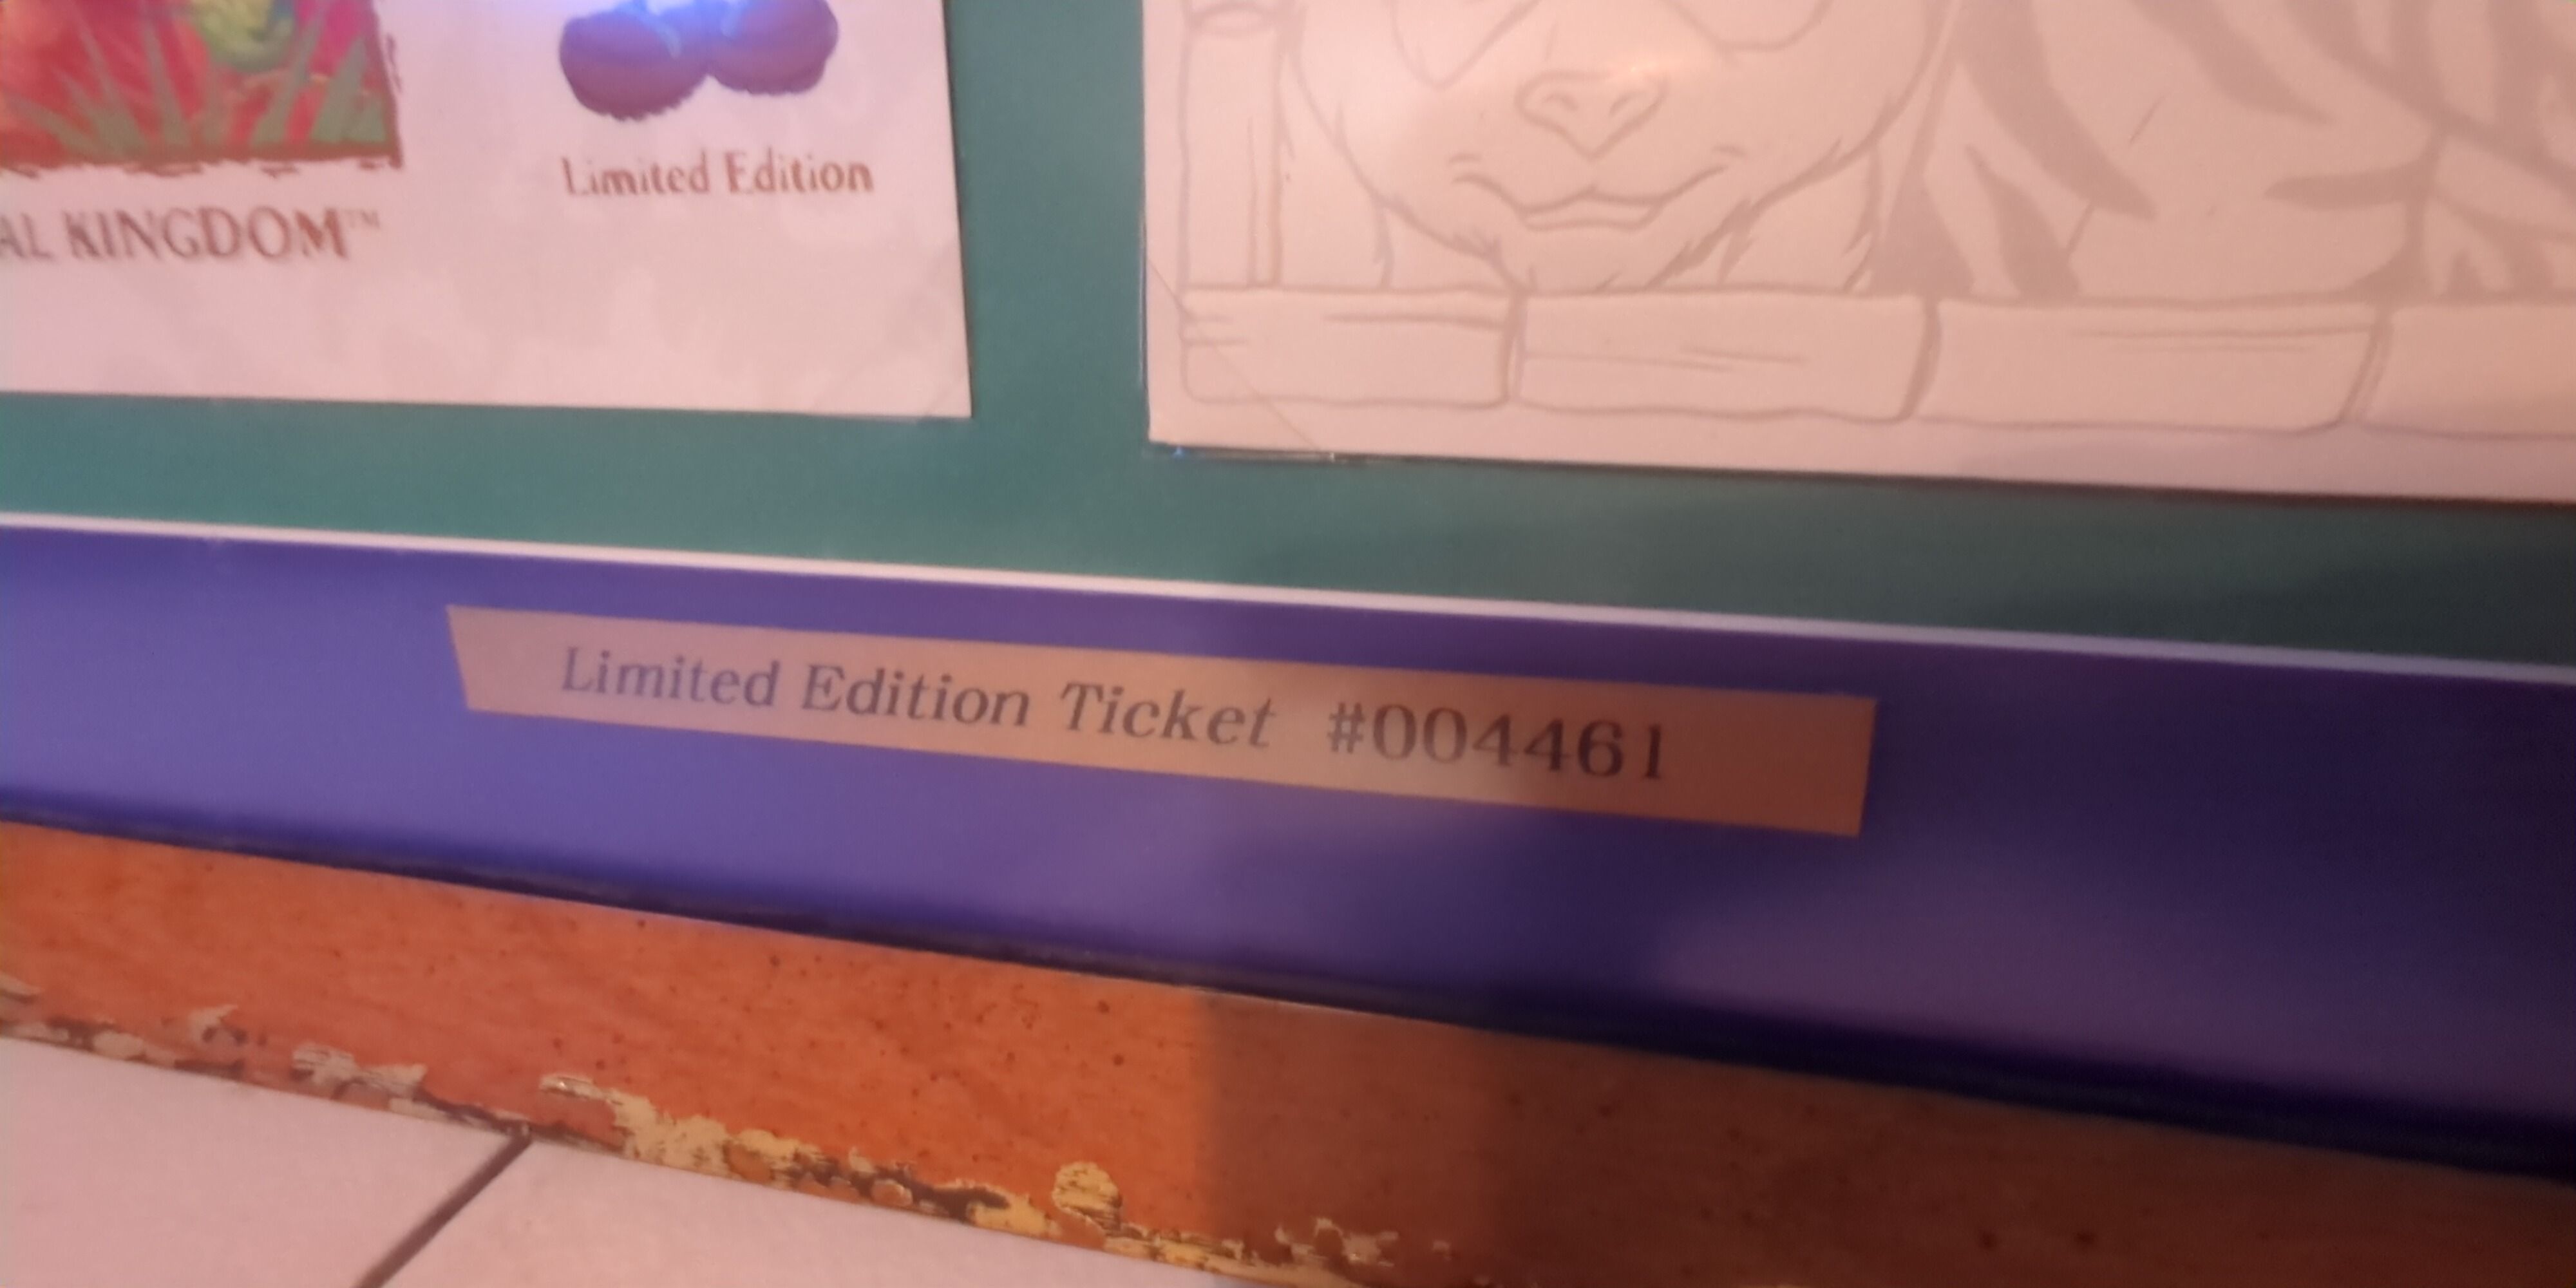 Limited Edition
AL KINGDOM™
Limited Edition Ticket #004461